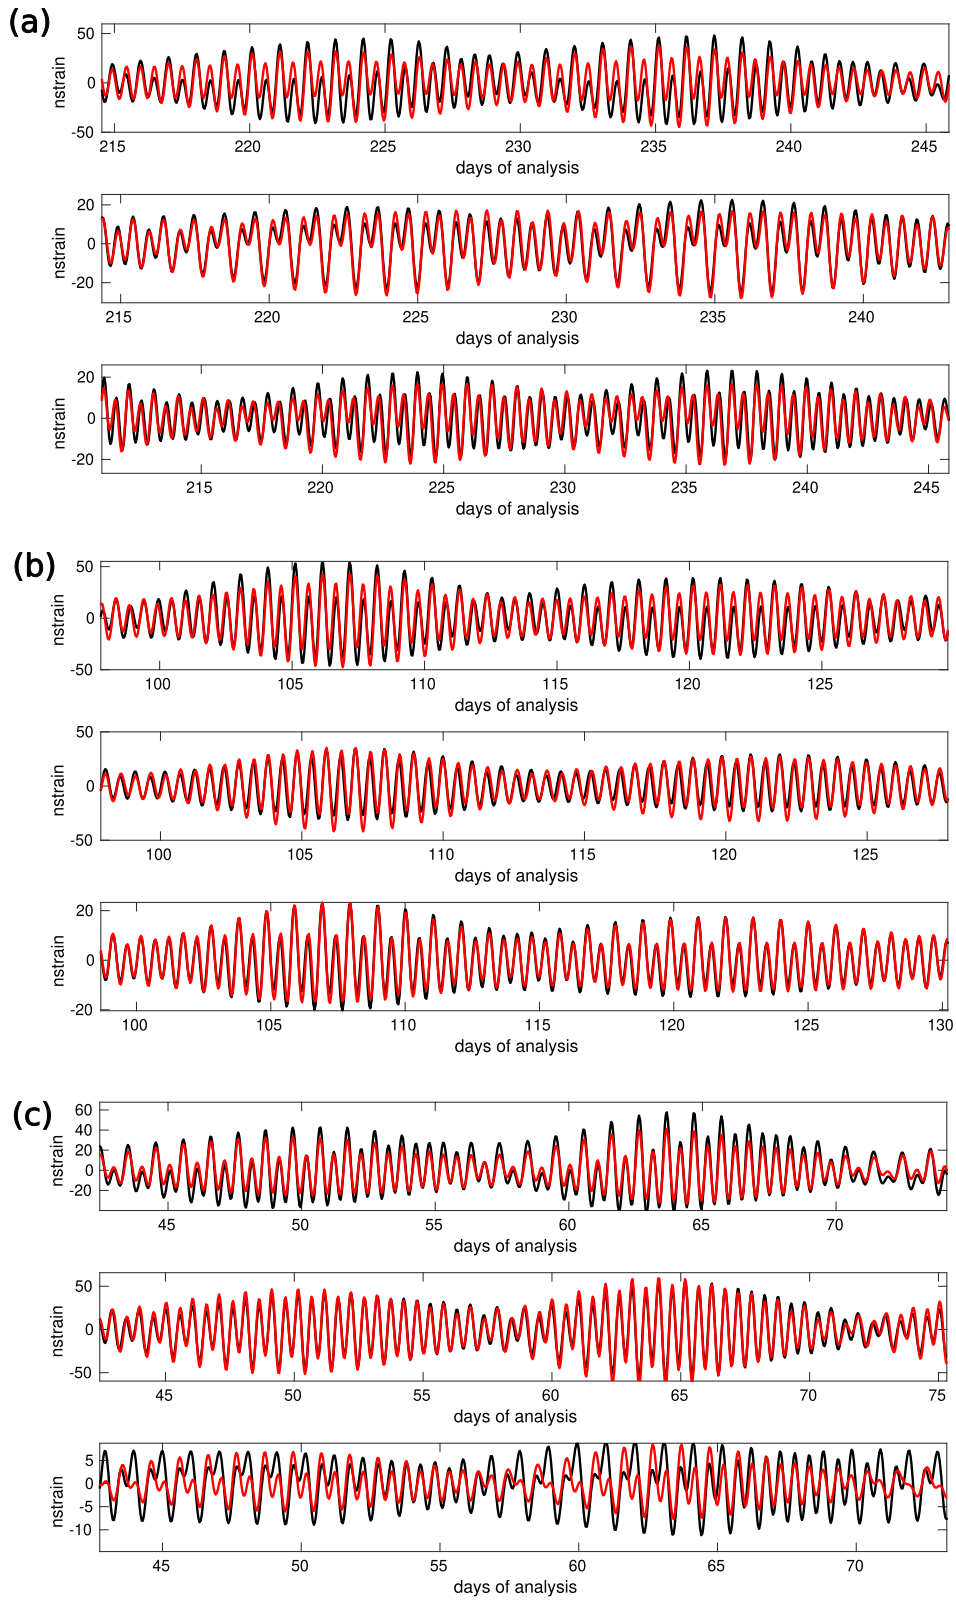 (a)
50
0
-50
nstrain
215 220 225 230 235 240 245
days of analysis
20
0
-20
nstrain
215 220 225 230 235 240
days of analysis
20
0
-20
nstrain
215 220 225 230 235 240 245
days of analysis
(b)
50
0
-50
nstrain
100 105 110 115 120 125
days of analysis
50
0
-50
nstrain
100 105 110 115 120 125
days of analysis
20
0
-20
nstrain
100 105 110 115 120 125 130
days of analysis
(c)
60
40
20
0
-20
nstrain
45 50 55 60 65 70
days of analysis
50
0
-50
nstrain
45 50 55 60 65 70 75
days of analysis
5
0
-5
-10
nstrain
45 50 55 60 65 70
days of analysis